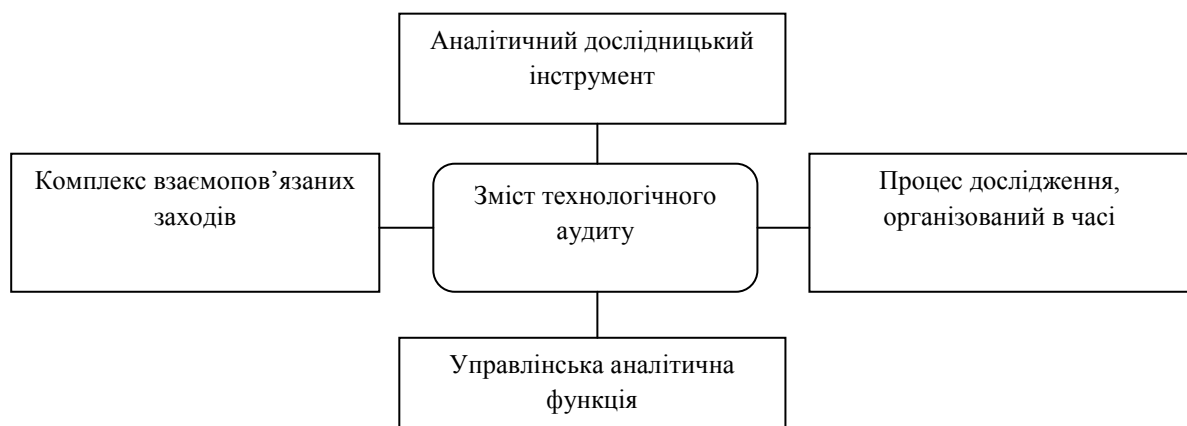 Аналітичний дослідницький
інструмент
Комплекс взаємопов’язаних
заходів
Зміст технологічного
аудиту
Процес дослідження,
організований в часі
Управлінська аналітична
функція